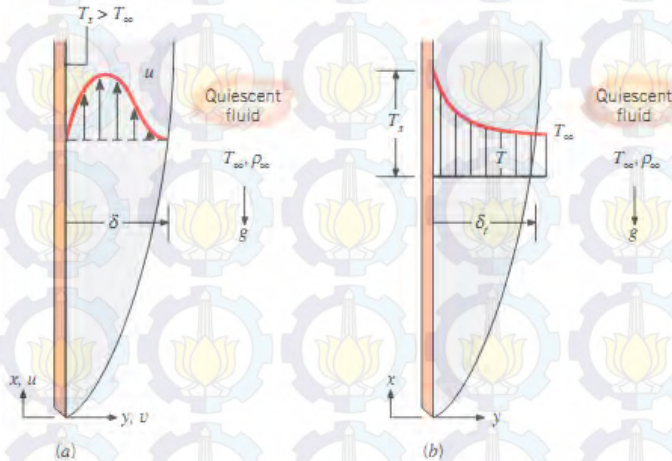 T_s > T_∞
u
Quiescent
fluid
T_∞, ρ_∞
δ
g
x, u
y, v
(a)
T_s
T_∞
T
Quiescent
fluid
T_∞, ρ_∞
δ_t
g
x
y
(b)